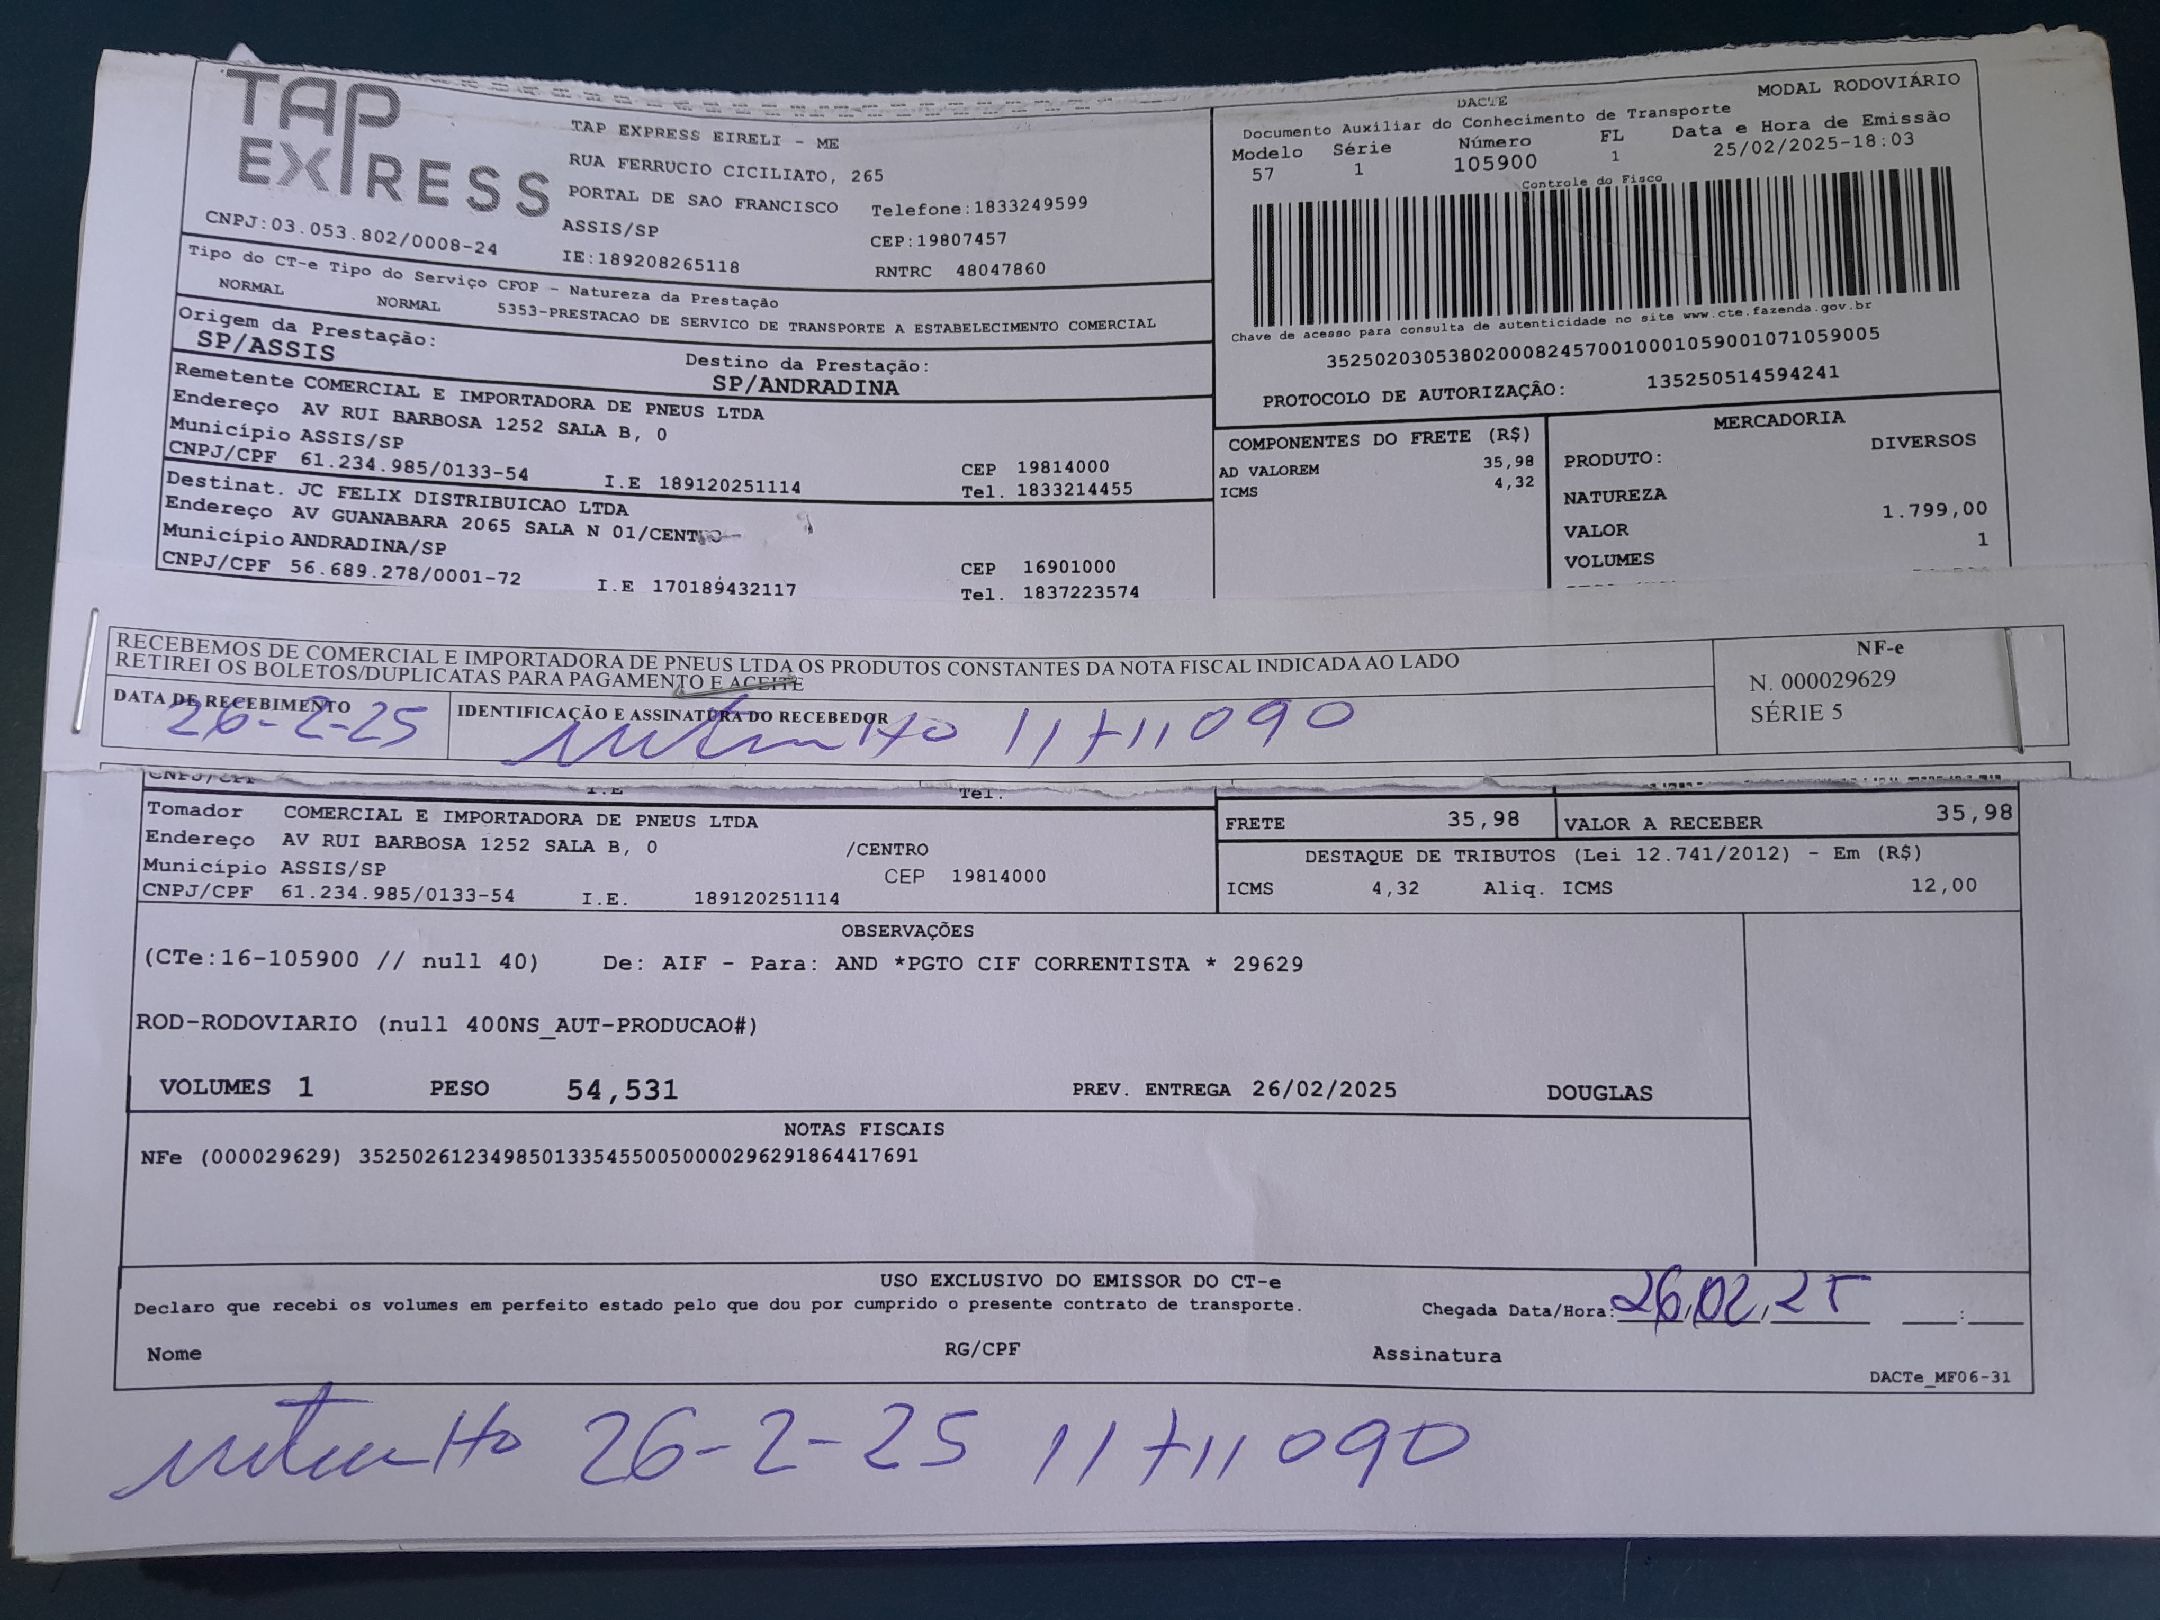 TAP
EXPRESS
CNPJ:03.053.802/0008-24
TAP EXPRESS EIRELI - ME
RUA FERRUCIO CICILIATO, 265
PORTAL DE SAO FRANCISCO Telefone:1833249599
ASSIS/SP CEP:19807457
IE:189208265118 RNTRC 48047860
Tipo do CT-e Tipo do Serviço CFOP - Natureza da Prestação
NORMAL NORMAL 5353-PRESTACAO DE SERVICO DE TRANSPORTE A ESTABELECIMENTO COMERCIAL
Origem da Prestação: Destino da Prestação:
SP/ASSIS SP/ANDRADINA
Remetente COMERCIAL E IMPORTADORA DE PNEUS LTDA
Endereço AV RUI BARBOSA 1252 SALA B, 0
Município ASSIS/SP CEP 19814000
CNPJ/CPF 61.234.985/0133-54 I.E 189120251114 Tel. 1833214455
Destinat. JC FELIX DISTRIBUICAO LTDA
Endereço AV GUANABARA 2065 SALA N 01/CENTRO
Município ANDRADINA/SP CEP 16901000
CNPJ/CPF 56.689.278/0001-72 I.E 170189432117 Tel. 1837223574
DACTE MODAL RODOVIÁRIO
Documento Auxiliar do Conhecimento de Transporte
Modelo Série Número FL Data e Hora de Emissão
57 1 105900 1 25/02/2025-18:03
Controle do Fisco
Chave de acesso para consulta de autenticidade no site www.cte.fazenda.gov.br
35250203053802000824570010001059001071059005
PROTOCOLO DE AUTORIZAÇÃO: 135250514594241
COMPONENTES DO FRETE (R$)
AD VALOREM 35,98
ICMS 4,32
MERCADORIA
PRODUTO: DIVERSOS
NATUREZA
VALOR 1.799,00
VOLUMES 1
RECEBEMOS DE COMERCIAL E IMPORTADORA DE PNEUS LTDA OS PRODUTOS CONSTANTES DA NOTA FISCAL INDICADA AO LADO
RETIREI OS BOLETOS/DUPLICATAS PARA PAGAMENTO E ACEITE
DATA DE RECEBIMENTO IDENTIFICAÇÃO E ASSINATURA DO RECEBEDOR
26-2-25
NF-e
N. 000029629
SÉRIE 5
CNPJ/CPF I.E Tel.
Tomador COMERCIAL E IMPORTADORA DE PNEUS LTDA
Endereço AV RUI BARBOSA 1252 SALA B, 0 /CENTRO
Município ASSIS/SP CEP 19814000
CNPJ/CPF 61.234.985/0133-54 I.E. 189120251114
FRETE 35,98 VALOR A RECEBER 35,98
DESTAQUE DE TRIBUTOS (Lei 12.741/2012) - Em (R$)
ICMS 4,32 Aliq. ICMS 12,00
OBSERVAÇÕES
(CTe:16-105900 // null 40) De: AIF - Para: AND *PGTO CIF CORRENTISTA * 29629
ROD-RODOVIARIO (null 400NS_AUT-PRODUCAO#)
VOLUMES 1 PESO 54,531 PREV. ENTREGA 26/02/2025 DOUGLAS
NOTAS FISCAIS
NFe (000029629) 35250261234985013354550050000296291864417691
USO EXCLUSIVO DO EMISSOR DO CT-e
Declaro que recebi os volumes em perfeito estado pelo que dou por cumprido o presente contrato de transporte. Chegada Data/Hora: 26,02,25 :
Nome RG/CPF Assinatura
DACTe_MF06-31
26-2-25